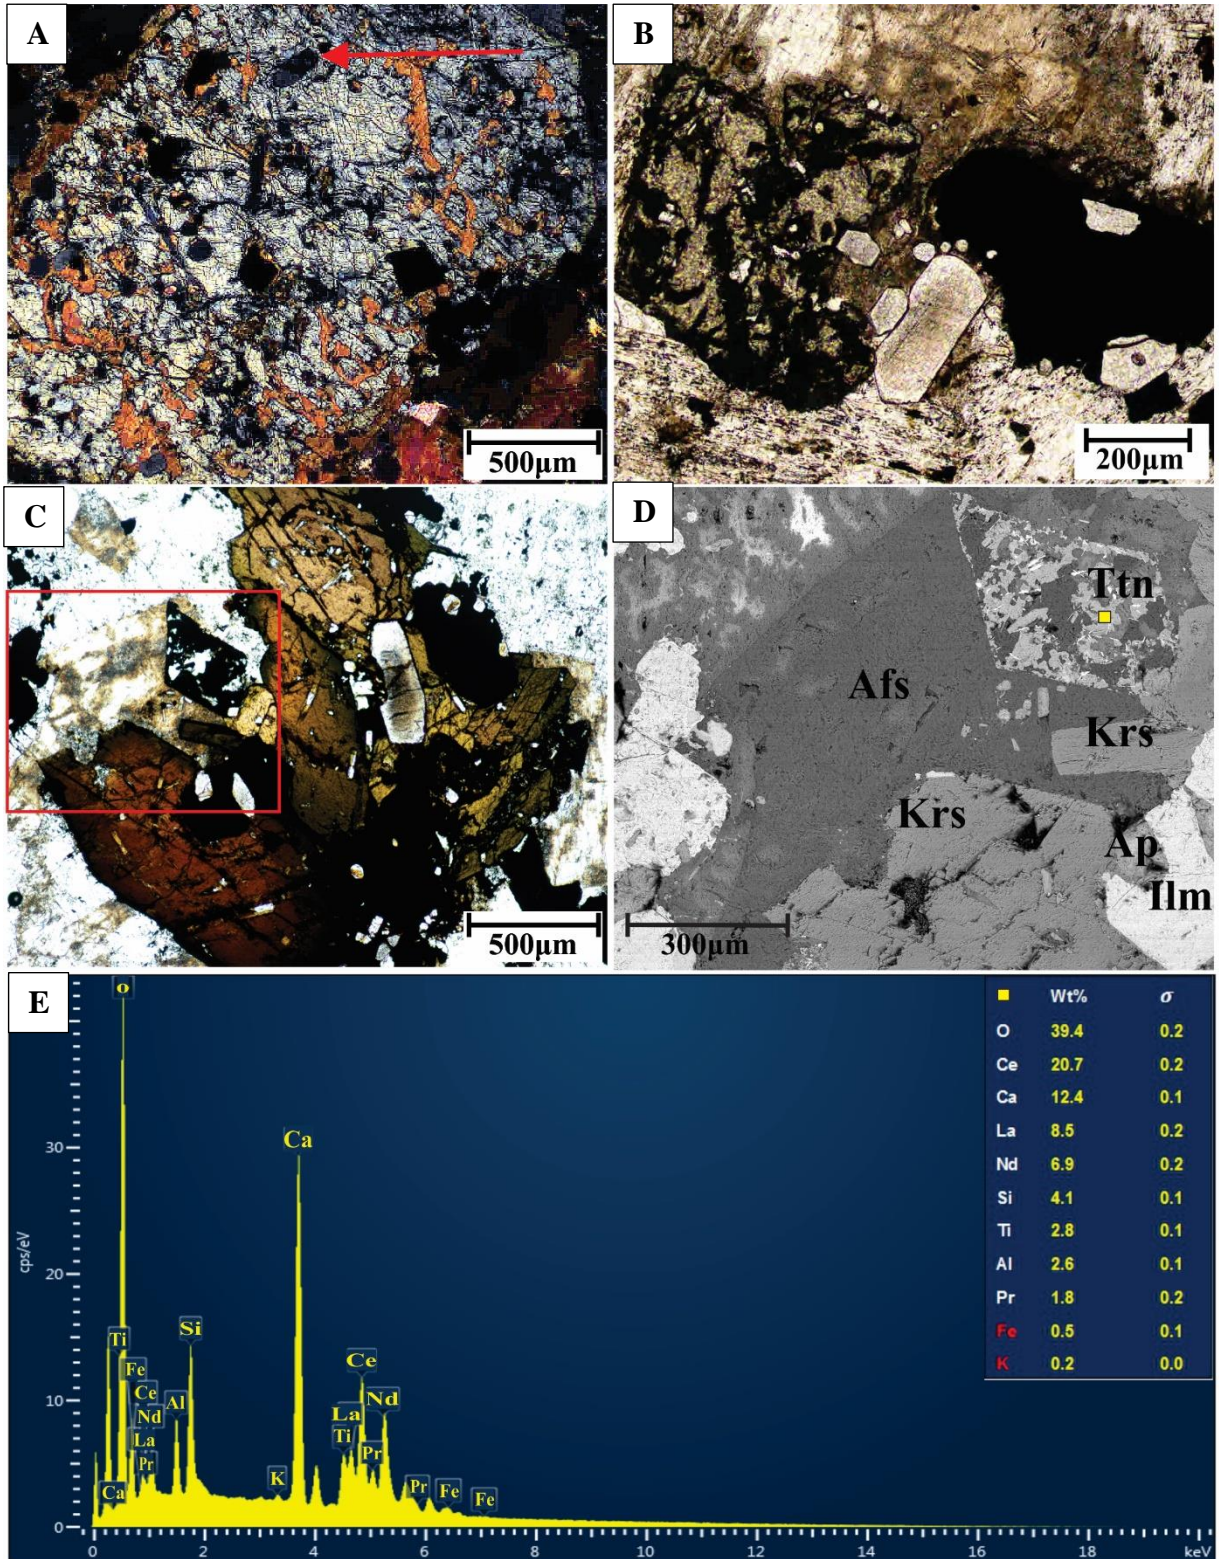 A
B
500μm
200μm
C
D
Ttn
Afs
Krs
Krs
Ap
Ilm
500μm
300μm
E
cps/eV
30
20
10
0
0 2 4 6 8 10 12 14 16 18 keV
O
Ti
Fe
Ce
Nd
La
Pr
Ca
Al
Si
K
Ca
La
Ti
Ce
Pr
Nd
Pr
Fe
Fe
Wt% σ
O 39.4 0.2
Ce 20.7 0.2
Ca 12.4 0.1
La 8.5 0.2
Nd 6.9 0.2
Si 4.1 0.1
Ti 2.8 0.1
Al 2.6 0.1
Pr 1.8 0.2
Fe 0.5 0.1
K 0.2 0.0